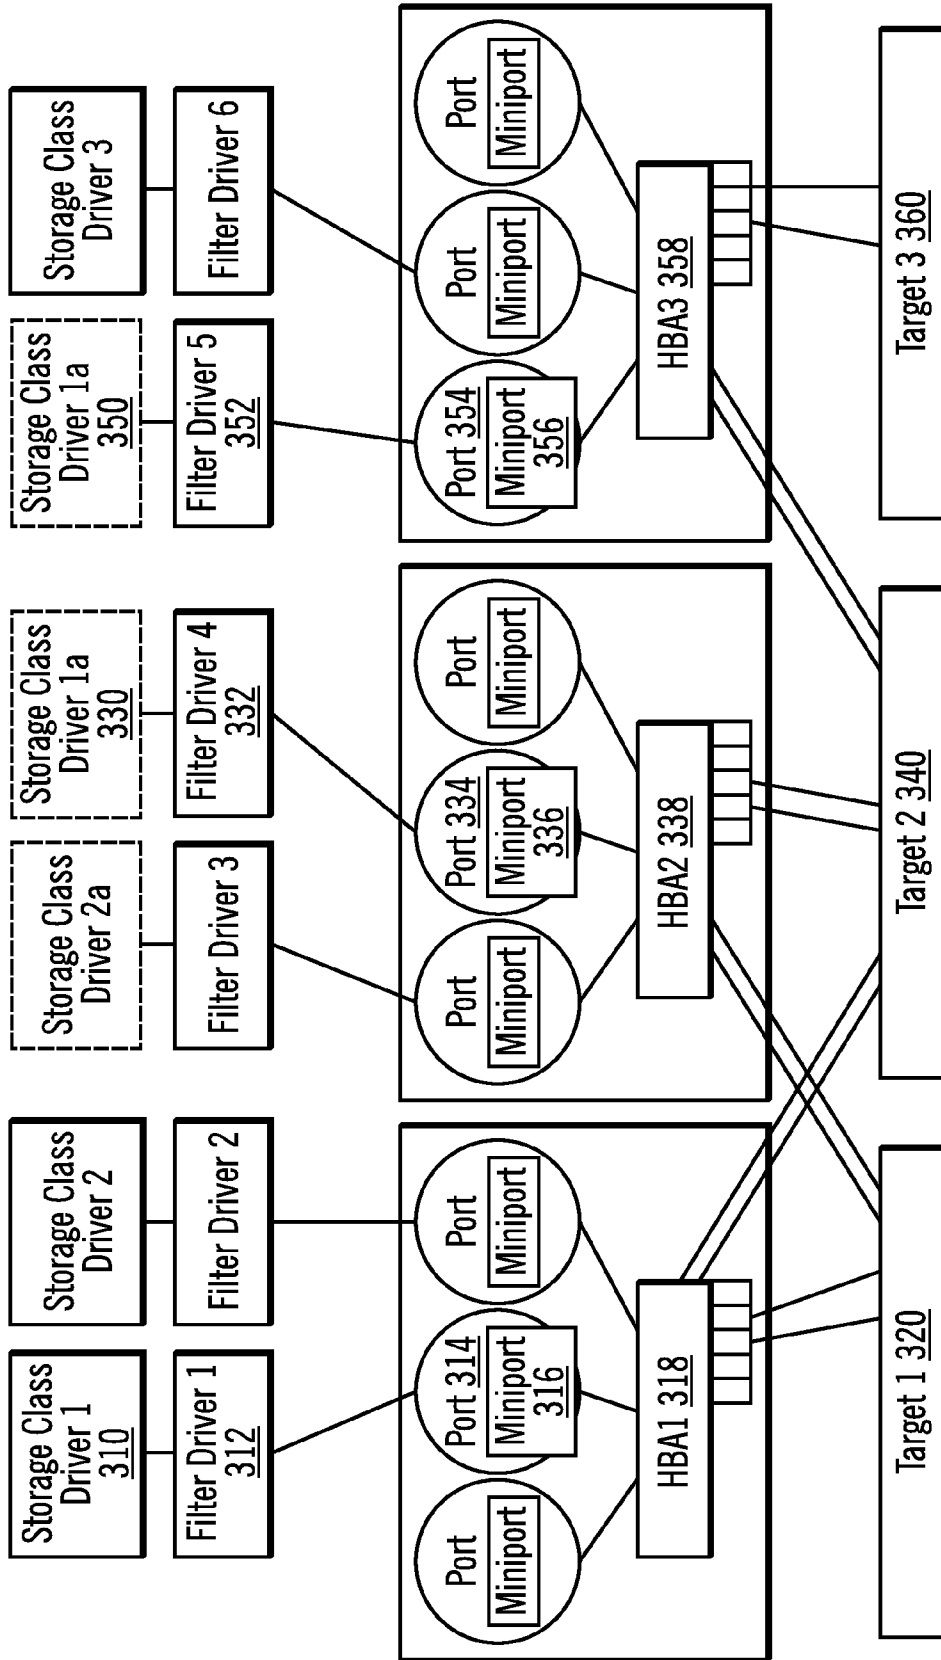 Storage Class
Driver 1
310
Storage Class
Driver 2
Storage Class
Driver 2a
Storage Class
Driver 1a
330
Storage Class
Driver 1a
350
Storage Class
Driver 3
Filter Driver 1
312
Filter Driver 2
Filter Driver 3
Filter Driver 4
332
Filter Driver 5
352
Filter Driver 6
Port
Miniport
Port 314
Miniport
316
Port
Miniport
Port
Miniport
Port 334
Miniport
336
Port
Miniport
Port 354
Miniport
356
Port
Miniport
Port
Miniport
HBA1 318
HBA2 338
HBA3 358
Target 1 320
Target 2 340
Target 3 360